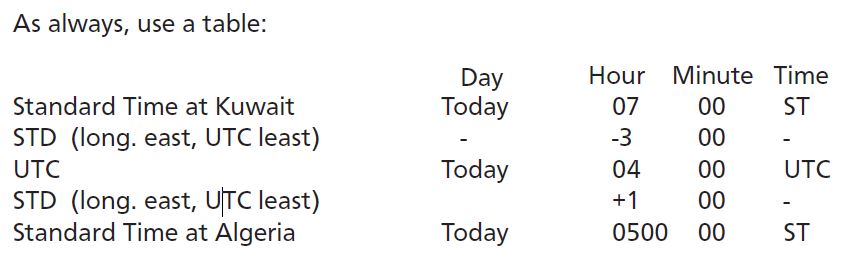 As always, use a table:
Day Hour Minute Time
Standard Time at Kuwait Today 07 00 ST
STD (long. east, UTC least) - -3 00 -
UTC Today 04 00 UTC
STD (long. east, UTC least) +1 00 -
Standard Time at Algeria Today 0500 00 ST